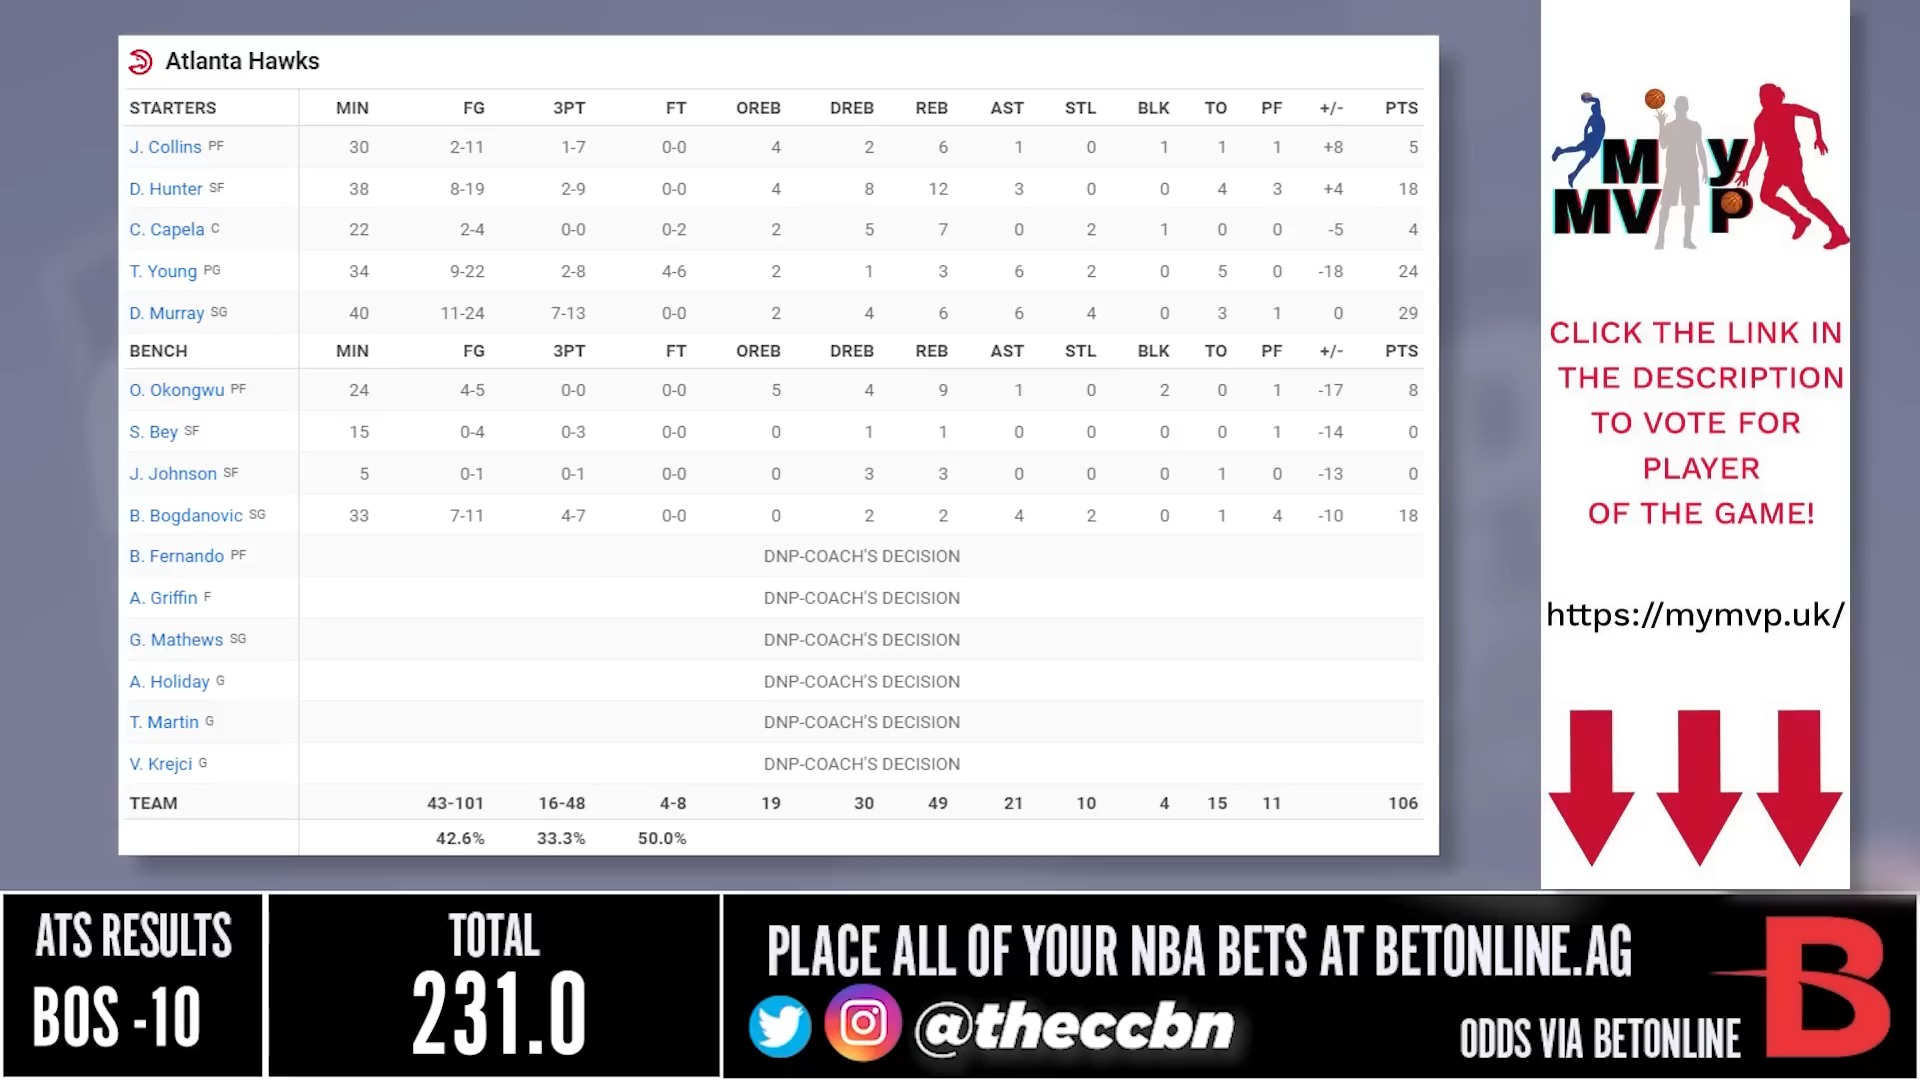 Atlanta Hawks
STARTERS MIN FG 3PT FT OREB DREB REB AST STL BLK TO PF +/- PTS
J. Collins PF 30 2-11 1-7 0-0 4 2 6 1 0 1 1 1 +8 5
D. Hunter SF 38 8-19 2-9 0-0 4 8 12 3 0 0 4 3 +4 18
C. Capela C 22 2-4 0-0 0-2 2 5 7 0 2 1 0 0 -5 4
T. Young PG 34 9-22 2-8 4-6 2 1 3 6 2 0 5 0 -18 24
D. Murray SG 40 11-24 7-13 0-0 2 4 6 6 4 0 3 1 0 29
BENCH MIN FG 3PT FT OREB DREB REB AST STL BLK TO PF +/- PTS
O. Okongwu PF 24 4-5 0-0 0-0 5 4 9 1 0 2 0 1 -17 8
S. Bey SF 15 0-4 0-3 0-0 0 1 1 0 0 0 0 1 -14 0
J. Johnson SF 5 0-1 0-1 0-0 0 3 3 0 0 0 1 0 -13 0
B. Bogdanovic SG 33 7-11 4-7 0-0 0 2 2 4 2 0 1 4 -10 18
B. Fernando PF DNP-COACH'S DECISION
A. Griffin F DNP-COACH'S DECISION
G. Mathews SG DNP-COACH'S DECISION
A. Holiday G DNP-COACH'S DECISION
T. Martin G DNP-COACH'S DECISION
V. Krejci G DNP-COACH'S DECISION
TEAM 43-101 16-48 4-8 19 30 49 21 10 4 15 11 106
42.6% 33.3% 50.0%
My
MVP
CLICK THE LINK IN
THE DESCRIPTION
TO VOTE FOR
PLAYER
OF THE GAME!
https://mymvp.uk/
ATS RESULTS
BOS -10
TOTAL
231.0
PLACE ALL OF YOUR NBA BETS AT BETONLINE.AG
@theccbn
ODDS VIA BETONLINE
B